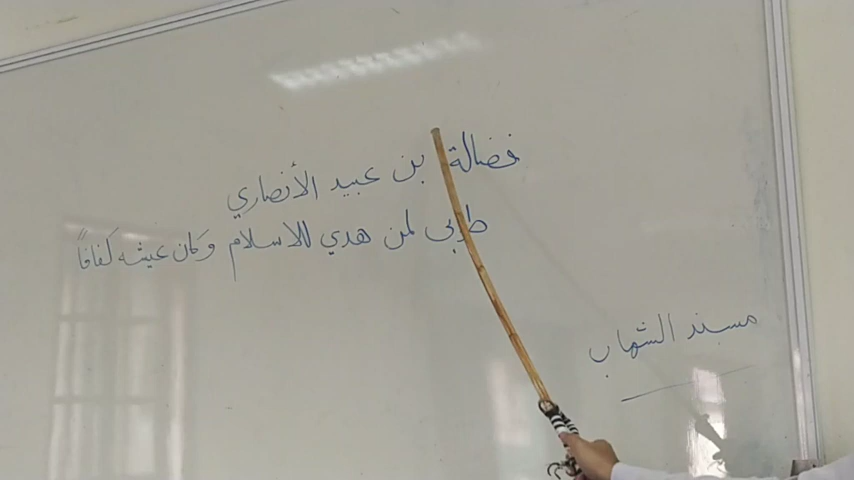 فضالة بن عبيد الأنصاري
طوبى لمن هدي للاسلام وكان عيشه كفافاً
مسند الشهاب